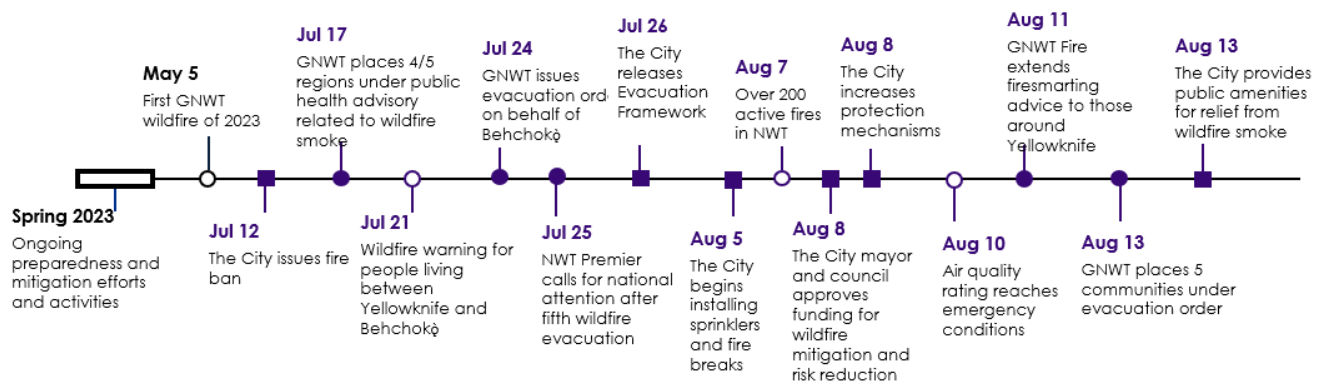 Spring 2023
Ongoing
preparedness and
mitigation efforts
and activities
May 5
First GNWT
wildfire of 2023
Jul 12
The City issues fire
ban
Jul 17
GNWT places 4/5
regions under public
health advisory
related to wildfire
smoke
Jul 21
Wildfire warning for
people living
between
Yellowknife and
Behchokǫ̀
Jul 24
GNWT issues
evacuation ord
on behalf of
Behchokǫ̀
Jul 25
NWT Premier
calls for national
attention after
fifth wildfire
evacuation
Jul 26
The City
releases
Evacuation
Framework
Aug 5
The City
begins
installing
sprinklers
and fire
breaks
Aug 7
Over 200
active fires
in NWT
Aug 8
The City mayor
and council
approves
funding for
wildfire
mitigation and
risk reduction
Aug 8
The City
increases
protection
mechanisms
Aug 10
Air quality
rating reaches
emergency
conditions
Aug 11
GNWT Fire
extends
firesmarting
advice to those
around
Yellowknife
Aug 13
GNWT places 5
communities under
evacuation order
Aug 13
The City provides
public amenities
for relief from
wildfire smoke